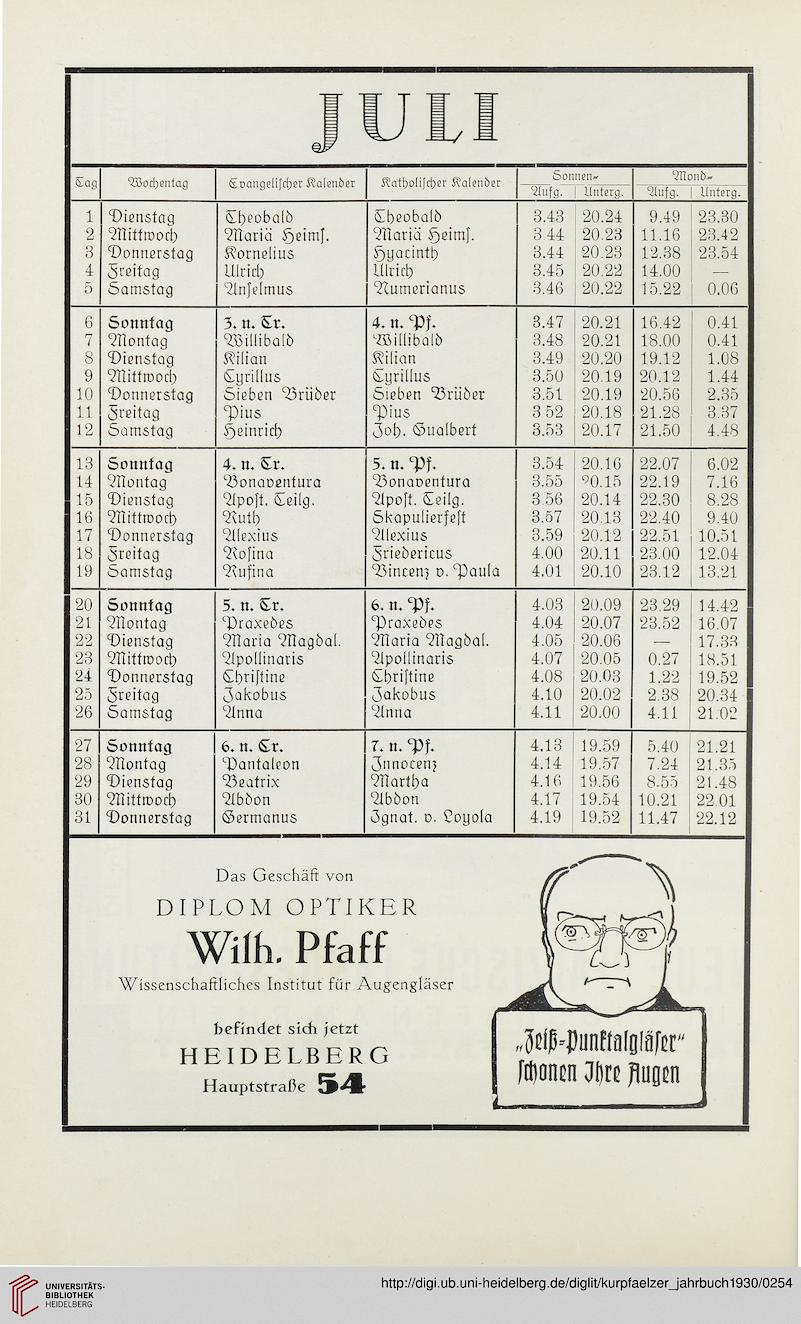 JULI
Tag Wochentag Evangelischer Kalender Katholischer Kalender Sonnen- Mond-
Aufg. Unterg. Aufg. Unterg.
1 Dienstag Theobald Theobald 3.43 20.24 9.49 23.30
2 Mittwoch Mariä Heims. Mariä Heims. 3 44 20.23 11.16 23.42
3 Donnerstag Kornelius Hyacinth 3.44 20 23 12.38 23.54
4 Freitag Ulrich Ulrich 3.45 20.22 14.00 —
5 Samstag Anselmus Numerianus 3.46 20.22 15.22 0.06
6 Sonntag 3. n. Tr. 4. n. Pf. 3.47 20.21 16.42 0.41
7 Montag Willibald Willibald 3.48 20.21 18.00 0.41
8 Dienstag Kilian Kilian 3.49 20.20 19.12 1.08
9 Mittwoch Cyrillus Cyrillus 3.50 20.19 20.12 1.44
10 Donnerstag Sieben Brüder Sieben Brüder 3.51 20.19 20.56 2.35
11 Freitag Pius Pius 3 52 20.18 21.28 3.37
12 Samstag Heinrich Joh. Gualbert 3.53 20.17 21.50 4.48
13 Sonntag 4. n. Tr. 5. n. Pf. 3.54 20.16 22.07 6.02
14 Montag Bonaventura Bonaventura 3.55 20.15 22.19 7.16
15 Dienstag Apost. Teilg. Apost. Teilg. 3 56 20.14 22.30 8.28
16 Mittwoch Ruth Skapulierfest 3.57 20 13 22.40 9.40
17 Donnerstag Alexius Alexius 3.59 20.12 22.51 10.51
18 Freitag Rosina Friedericus 4.00 20.11 23.00 12.04
19 Samstag Rufina Vincenz v. Paula 4.01 20.10 23.12 13.21
20 Sonntag 5. n. Tr. 6. n. Pf. 4.03 20.09 23.29 14.42
21 Montag Praxedes Praxedes 4.04 20.07 23.52 16.07
22 Dienstag Maria Magdal. Maria Magdal. 4.05 20.06 — 17.33
23 Mittwoch Apollinaris Apollinaris 4.07 20.05 0.27 18.51
24 Donnerstag Christine Christine 4.08 20.03 1.22 19.52
25 Freitag Jakobus Jakobus 4.10 20.02 2.38 20.34
26 Samstag Anna Anna 4.11 20.00 4.11 21.02
27 Sonntag 6. n. Tr. 7. n. Pf. 4.13 19.59 5.40 21.21
28 Montag Pantaleon Innocenz 4.14 19.57 7.24 21.35
29 Dienstag Beatrix Martha 4.16 19.56 8.55 21.48
30 Mittwoch Abdon Abdon 4.17 19.54 10.21 22.01
31 Donnerstag Germanus Ignat. v. Loyola 4.19 19.52 11.47 22.12
Das Geschäft von
DIPLOM OPTIKER
Wilh. Pfaff
Wissenschaftliches Institut für Augengläser
befindet sich jetzt
HEIDELBERG
Hauptstraße 54
„Zeiß-Punktalgläser"
schonen Ihre Augen
UNIVERSITÄTS-
BIBLIOTHEK
HEIDELBERG
http://digi.ub.uni-heidelberg.de/diglit/kurpfaelzer_jahrbuch1930/0254